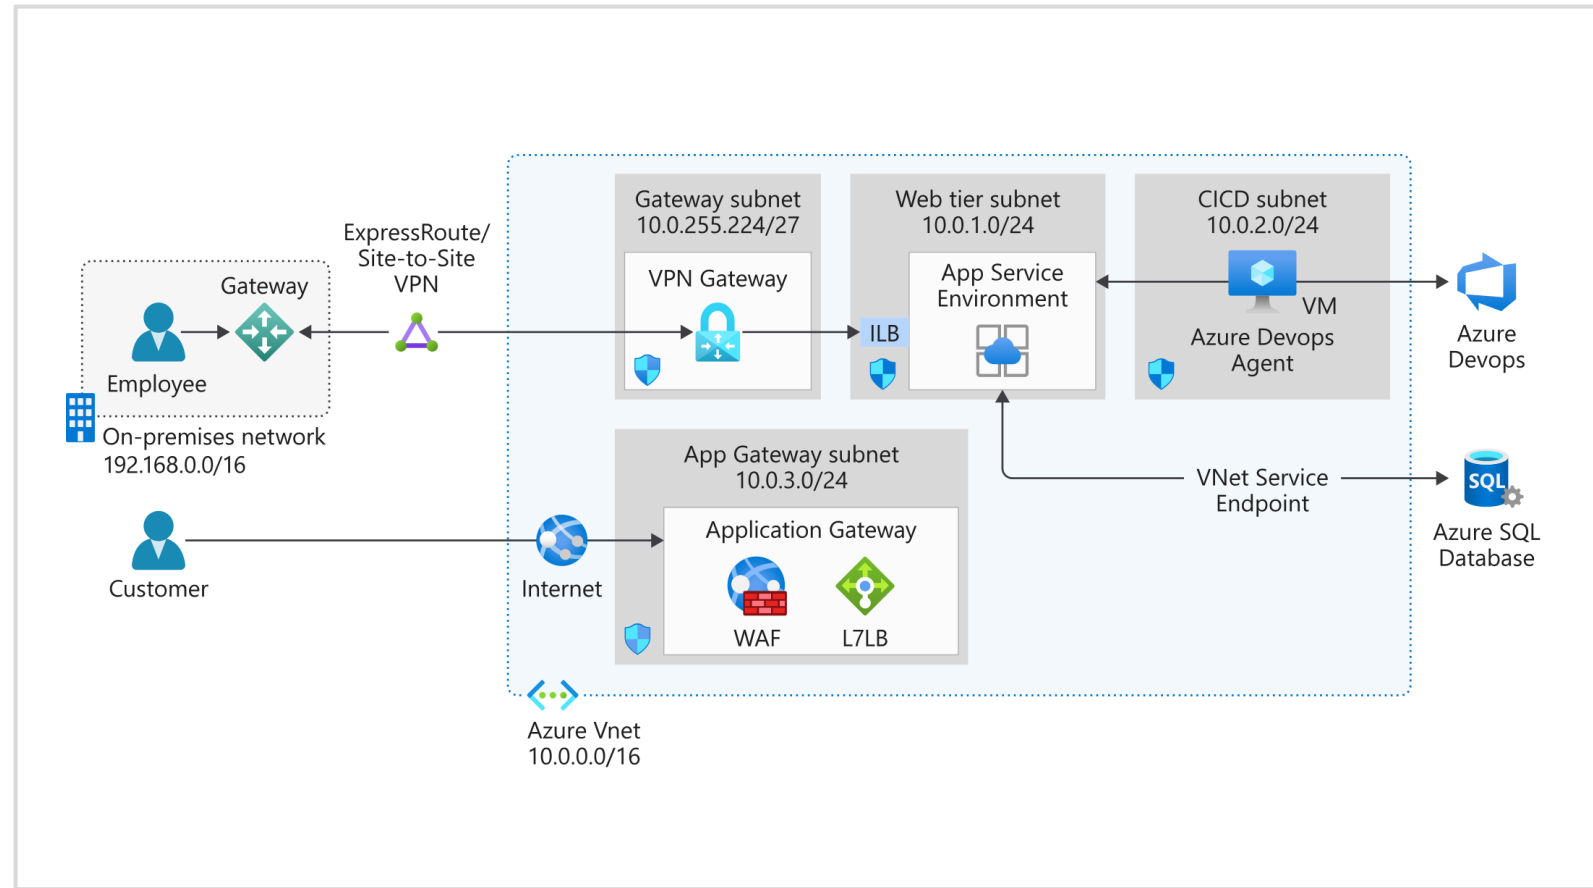 Gateway subnet
10.0.255.224/27
Web tier subnet
10.0.1.0/24
CICD subnet
10.0.2.0/24
ExpressRoute/
Site-to-Site
VPN
Gateway
VPN Gateway
App Service
Environment
VM
ILB
Azure Devops
Agent
Azure
Devops
Employee
On-premises network
192.168.0.0/16
App Gateway subnet
10.0.3.0/24
VNet Service
Endpoint
SQL
Azure SQL
Database
Application Gateway
Customer
Internet
WAF
L7LB
Azure Vnet
10.0.0.0/16